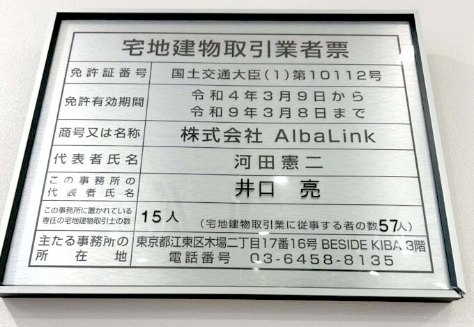 宅地建物取引業者票
免許証番号 国土交通大臣(1)第10112号
免許有効期間 令和4年3月9日から
令和9年3月8日まで
商号又は名称 株式会社 AlbaLink
代表者氏名 河田憲二
この事務所の
代表者氏名 井口 亮
この事務所に置かれている
専任の宅地建物取引士の数 15人 (宅地建物取引業に従事する者の数57人)
主たる事務所の
所在地 東京都江東区木場二丁目17番16号 BESIDE KIBA 3階
電話番号 03-6458-8135